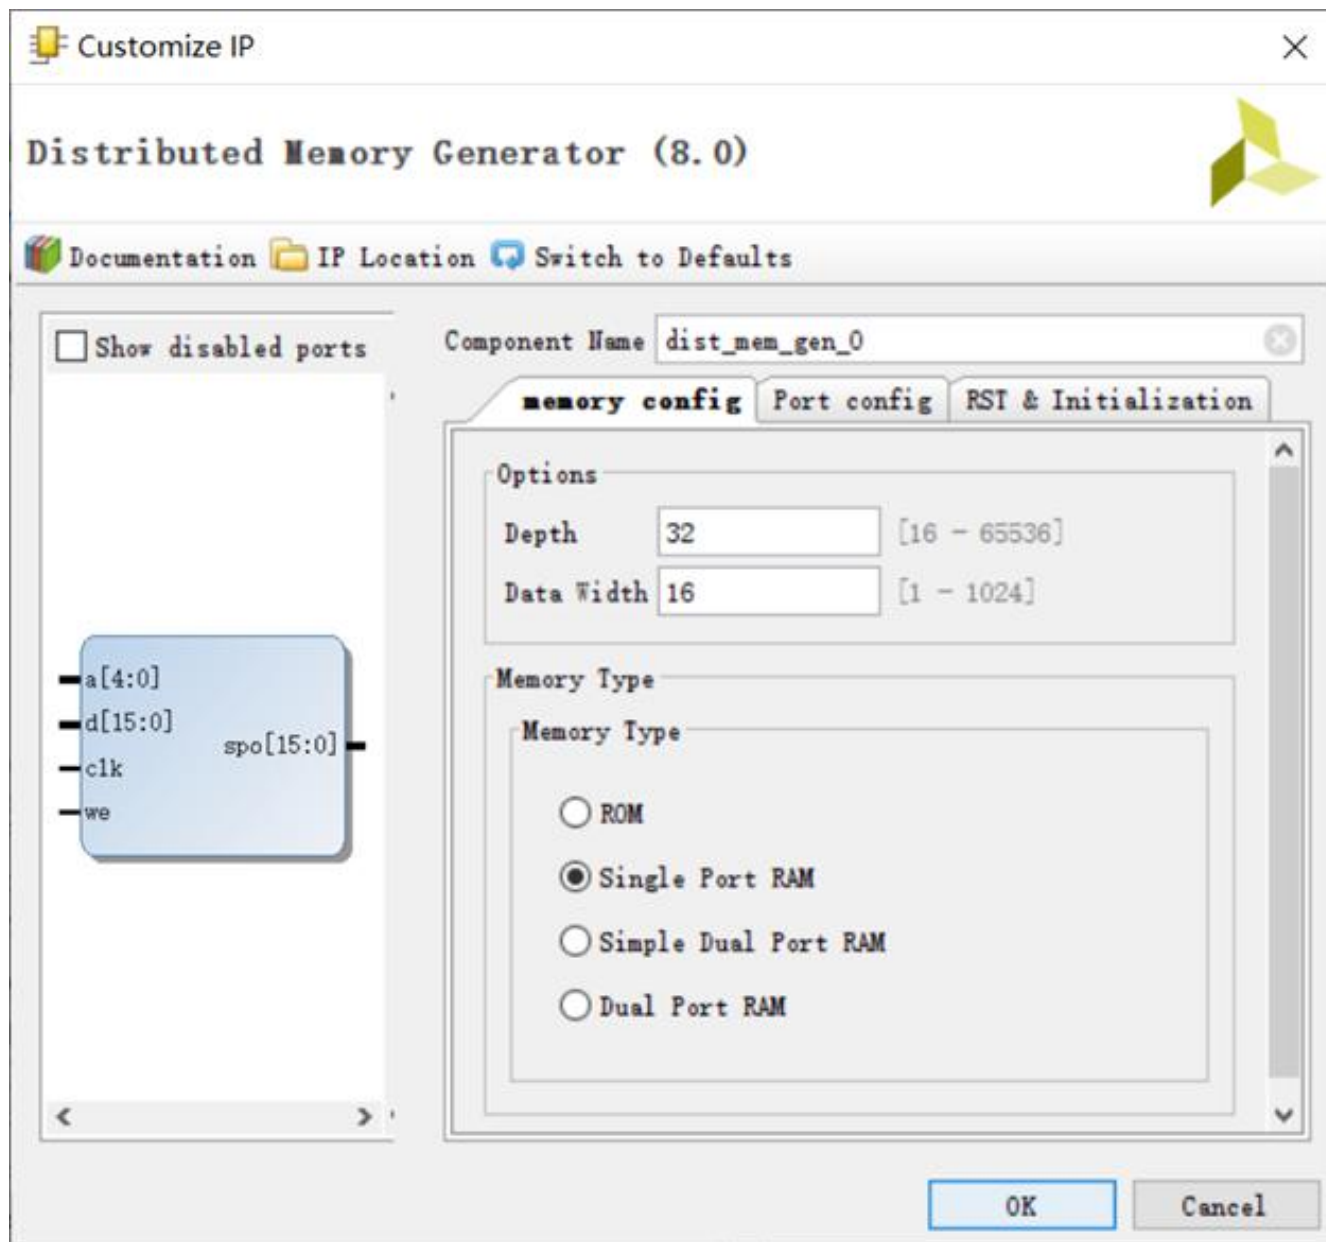 Customize IP
Distributed Memory Generator (8.0)
Documentation IP Location Switch to Defaults
Show disabled ports
a[4:0]
d[15:0]
clk
we
spo[15:0]
Component Name dist_mem_gen_0
memory config Port config RST & Initialization
Options
Depth 32 [16 - 65536]
Data Width 16 [1 - 1024]
Memory Type
Memory Type
ROM
Single Port RAM
Simple Dual Port RAM
Dual Port RAM
OK Cancel